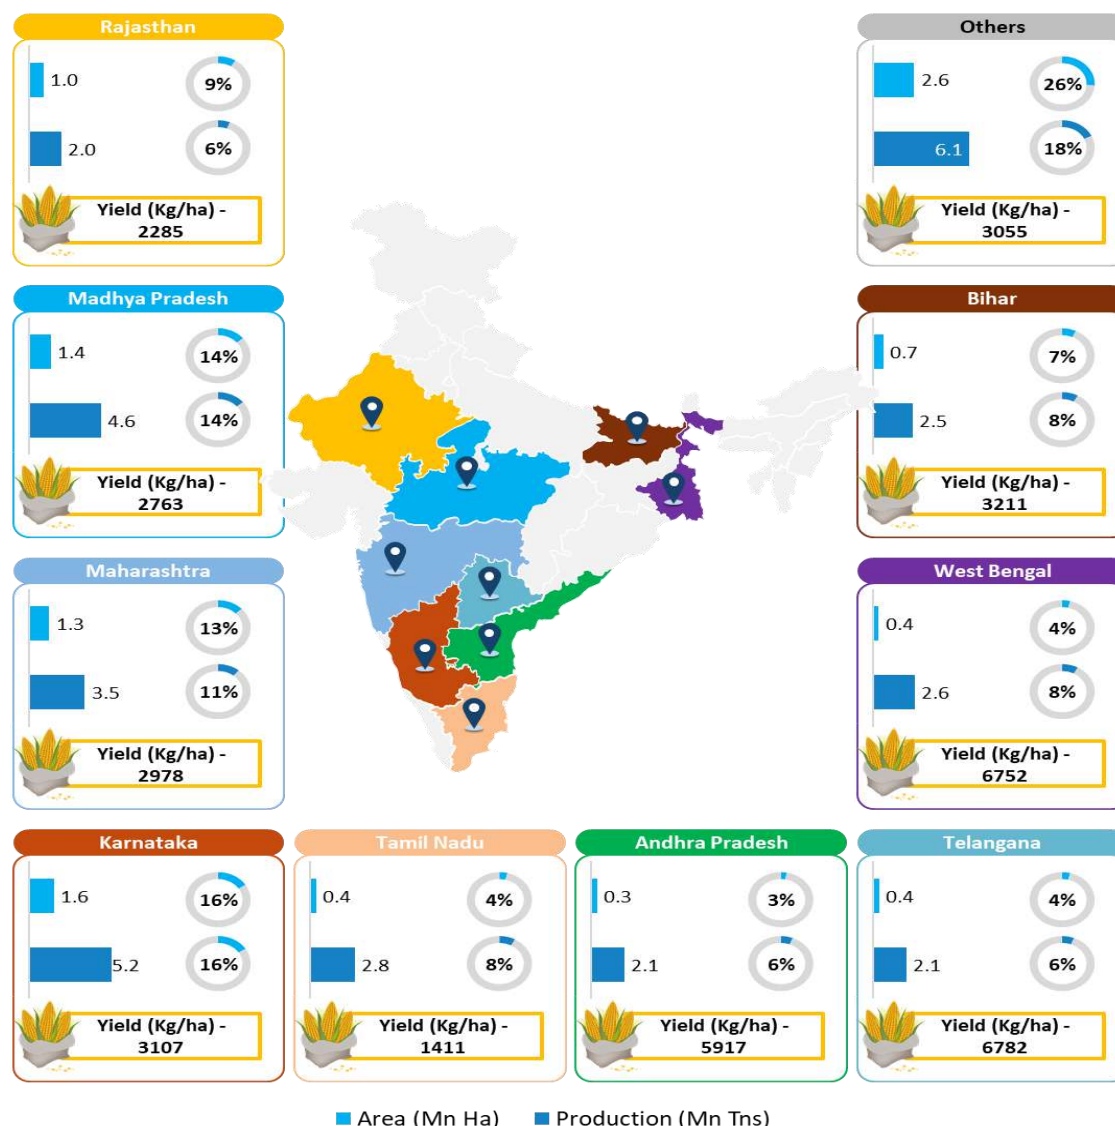 Rajasthan
1.0
9%
2.0
6%
Yield (Kg/ha) -
2285
Others
2.6
26%
6.1
18%
Yield (Kg/ha) -
3055
Madhya Pradesh
1.4
14%
4.6
14%
Yield (Kg/ha) -
2763
Bihar
0.7
7%
2.5
8%
Yield (Kg/ha) -
3211
Maharashtra
1.3
13%
3.5
11%
Yield (Kg/ha) -
2978
West Bengal
0.4
4%
2.6
8%
Yield (Kg/ha) -
6752
Karnataka
1.6
16%
5.2
16%
Yield (Kg/ha) -
3107
Tamil Nadu
0.4
4%
2.8
8%
Yield (Kg/ha) -
1411
Andhra Pradesh
0.3
3%
2.1
6%
Yield (Kg/ha) -
5917
Telangana
0.4
4%
2.1
6%
Yield (Kg/ha) -
6782
Area (Mn Ha) Production (Mn Tns)